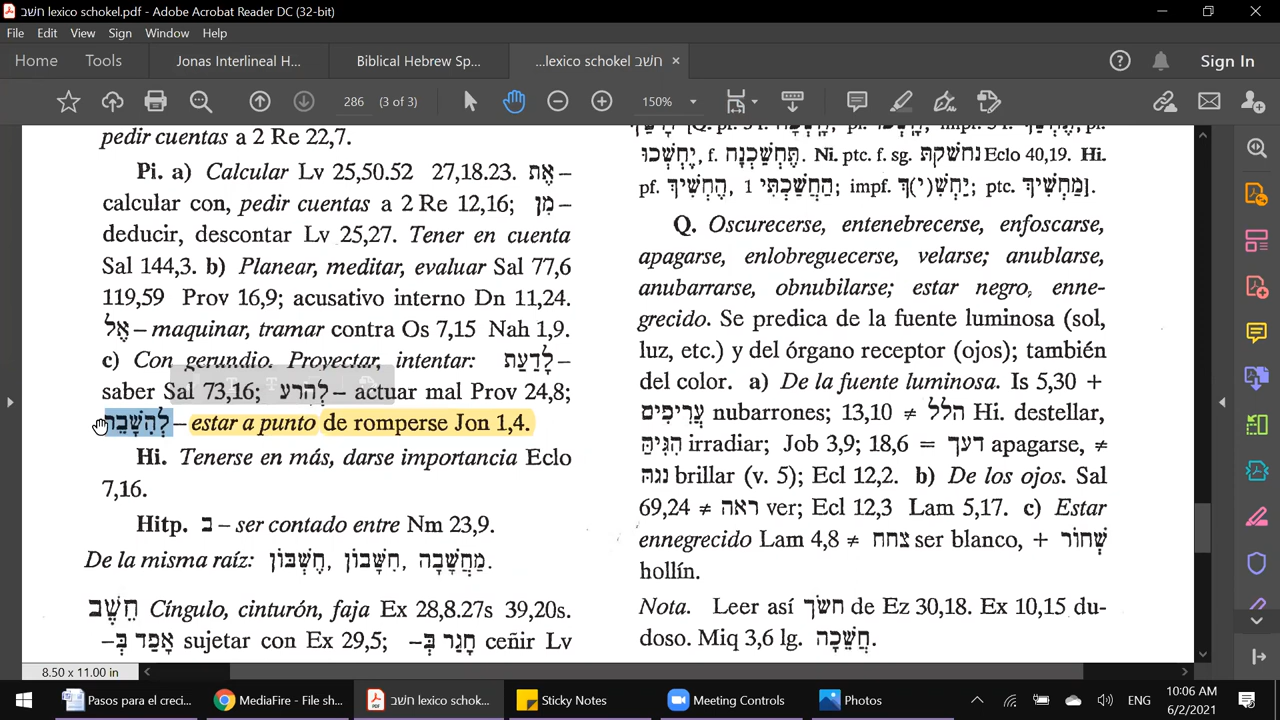 חשׁב lexico schokel.pdf - Adobe Acrobat Reader DC (32-bit)
File Edit View Sign Window Help
Home Tools Jonas Interlineal H... Biblical Hebrew Sp... ...lexico schokel חשׁב × Sign In
286 (3 of 3) 150%
pedir cuentas a 2 Re 22,7.
Pi. a) Calcular Lv 25,50.52 27,18.23. אֶת –
calcular con, pedir cuentas a 2 Re 12,16; מִן –
deducir, descontar Lv 25,27. Tener en cuenta
Sal 144,3. b) Planear, meditar, evaluar Sal 77,6
119,59 Prov 16,9; acusativo interno Dn 11,24.
אֶל – maquinar, tramar contra Os 7,15 Nah 1,9.
c) Con gerundio. Proyectar, intentar: לָדַעַת –
saber Sal 73,16; לְהָרַע – actuar mal Prov 24,8;
לְהִשָּׁבֵר – estar a punto de romperse Jon 1,4.
Hi. Tenerse en más, darse importancia Eclo
7,16.
Hitp. ב – ser contado entre Nm 23,9.
De la misma raíz: מַחֲשָׁבָה, חִשָּׁבוֹן, חֶשְׁבּוֹן.
חֵשֶׁב Cíngulo, cinturón, faja Ex 28,8.27s 39,20s.
אָפַד בְּ– sujetar con Ex 29,5; חָגַר בְּ– ceñir Lv
יֶחְשְׁכוּ, f. תֶּחְשַׁכְנָה. Ni. ptc. f. sg. נחשקת Eclo 40,19. Hi.
pf. הֶחְשִׁיךְ, 1 הַחֲשַׁכְתִּי; impf. יַחְשִׁ(י)ךְ; ptc. מַחְשִׁיךְ].
Q. Oscurecerse, entenebrecerse, enfoscarse,
apagarse, enlobreguecerse, velarse; anublarse,
anubarrarse, obnubilarse; estar negro, enne-
grecido. Se predica de la fuente luminosa (sol,
luz, etc.) y del órgano receptor (ojos); también
del color. a) De la fuente luminosa. Is 5,30 +
עֲרִיפִים nubarrones; 13,10 ≠ הלל Hi. destellar,
הִגִּיהַּ irradiar; Job 3,9; 18,6 = דעך apagarse, ≠
נגה brillar (v. 5); Ecl 12,2. b) De los ojos. Sal
69,24 ≠ ראה ver; Ecl 12,3 Lam 5,17. c) Estar
ennegrecido Lam 4,8 ≠ צחח ser blanco, + שְׁחוֹר
hollín.
Nota. Leer así חשׂך de Ez 30,18. Ex 10,15 du-
doso. Miq 3,6 lg. חֲשֵׁכָה.
8.50 x 11.00 in
Pasos para el creci... MediaFire - File sh... חשׁב lexico schok... Sticky Notes Meeting Controls Photos ENG 10:06 AM
6/2/2021